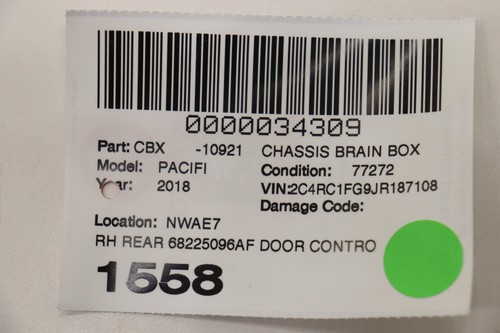 0000034309
Part: CBX -10921 CHASSIS BRAIN BOX
Model: PACIFI Condition: 77272
Year: 2018 VIN:2C4RC1FG9JR187108
Damage Code:
Location: NWAE7
RH REAR 68225096AF DOOR CONTRO
1558